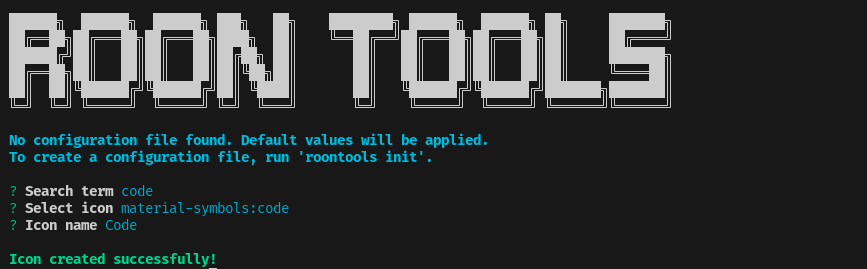 ROON TOOLS
No configuration file found. Default values will be applied.
To create a configuration file, run 'roontools init'.
? Search term code
? Select icon material-symbols:code
? Icon name Code
Icon created successfully!